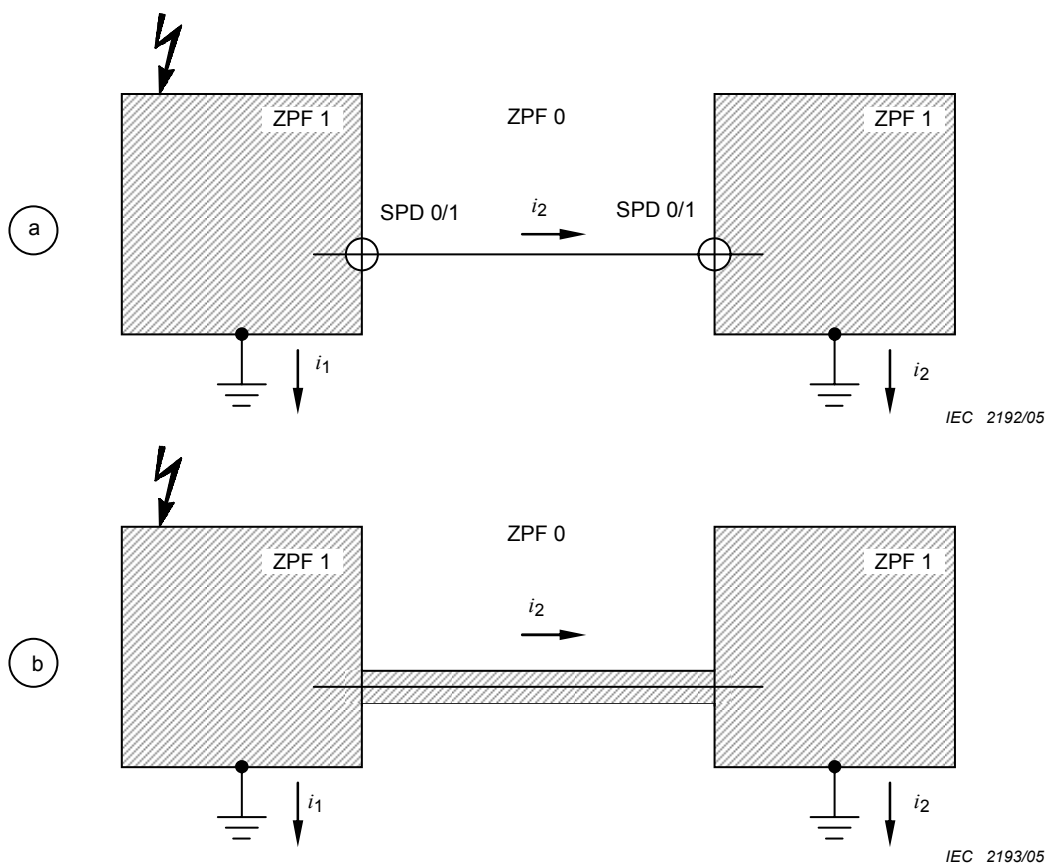 ZPF 1
ZPF 0
ZPF 1
SPD 0/1
i2
SPD 0/1
a
i1
i2
IEC 2192/05
ZPF 0
ZPF 1
ZPF 1
i2
b
i1
i2
IEC 2193/05